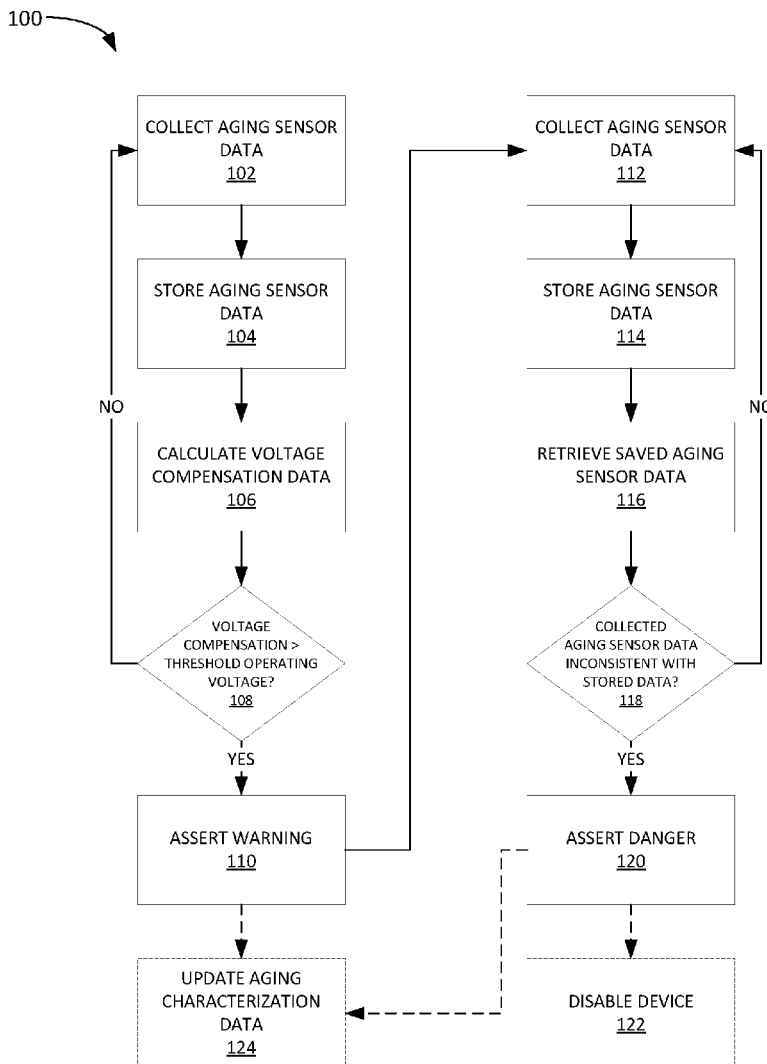 100
COLLECT AGING SENSOR
DATA
102
STORE AGING SENSOR
DATA
104
NO
CALCULATE VOLTAGE
COMPENSATION DATA
106
VOLTAGE
COMPENSATION >
THRESHOLD OPERATING
VOLTAGE?
108
YES
ASSERT WARNING
110
UPDATE AGING
CHARACTERIZATION
DATA
124
COLLECT AGING SENSOR
DATA
112
STORE AGING SENSOR
DATA
114
NO
RETRIEVE SAVED AGING
SENSOR DATA
116
COLLECTED
AGING SENSOR DATA
INCONSISTENT WITH
STORED DATA?
118
YES
ASSERT DANGER
120
DISABLE DEVICE
122